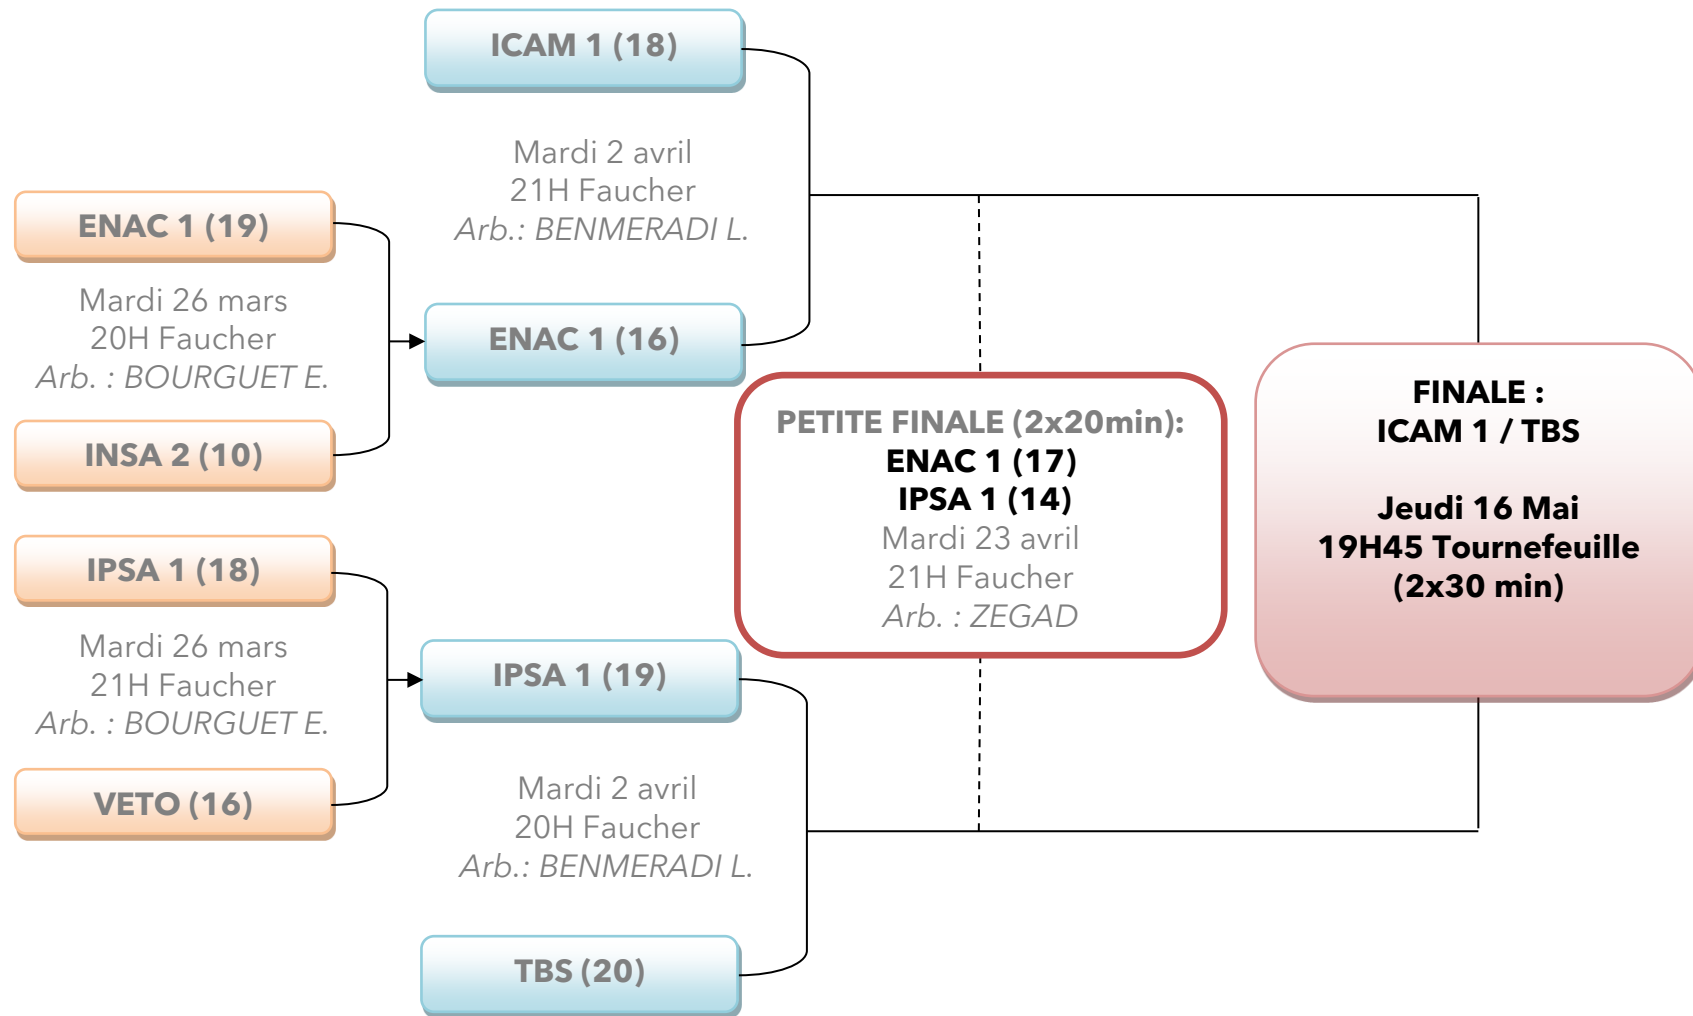 ICAM 1 (18)
Mardi 2 avril
21H Faucher
Arb.: BENMERADI L.
ENAC 1 (19)
Mardi 26 mars
20H Faucher
Arb. : BOURGUET E.
INSA 2 (10)
ENAC 1 (16)
IPSA 1 (18)
Mardi 26 mars
21H Faucher
Arb. : BOURGUET E.
VETO (16)
IPSA 1 (19)
Mardi 2 avril
20H Faucher
Arb.: BENMERADI L.
TBS (20)
PETITE FINALE (2x20min):
ENAC 1 (17)
IPSA 1 (14)
Mardi 23 avril
21H Faucher
Arb. : ZEGAD
FINALE :
ICAM 1 / TBS
Jeudi 16 Mai
19H45 Tournefeuille
(2x30 min)